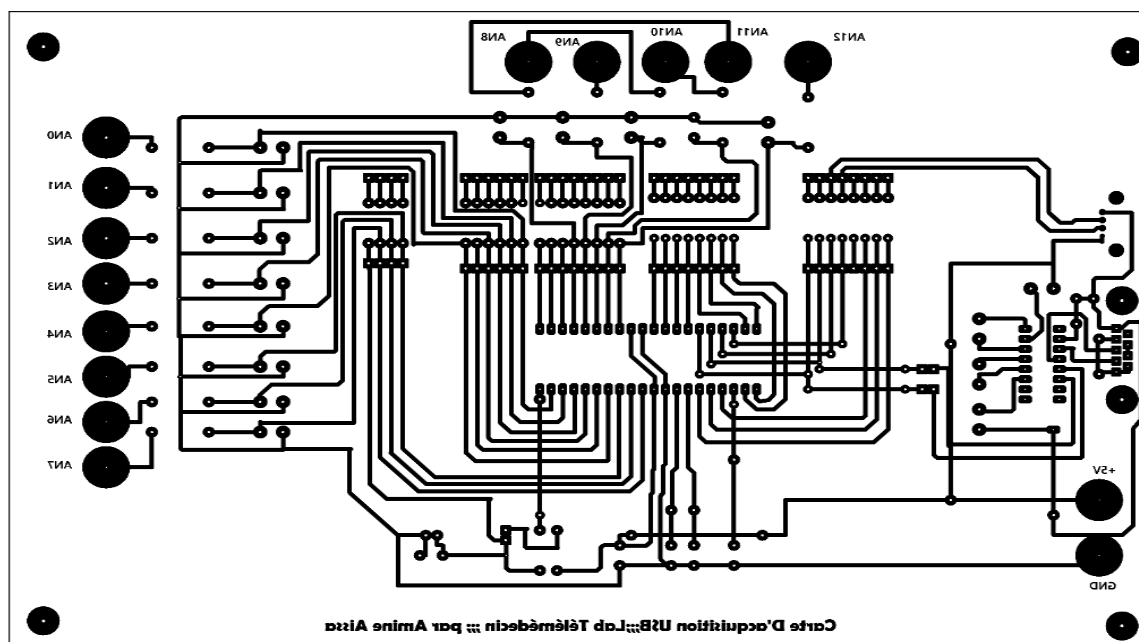 AN8
AN9
AN10
AN11
AN12
AN0
AN1
AN2
AN3
AN4
AN5
AN6
AN7
+5V
GND
Carte D'acquisition USB;;;;Lab Télémédecin ;;; par Amine Aissa